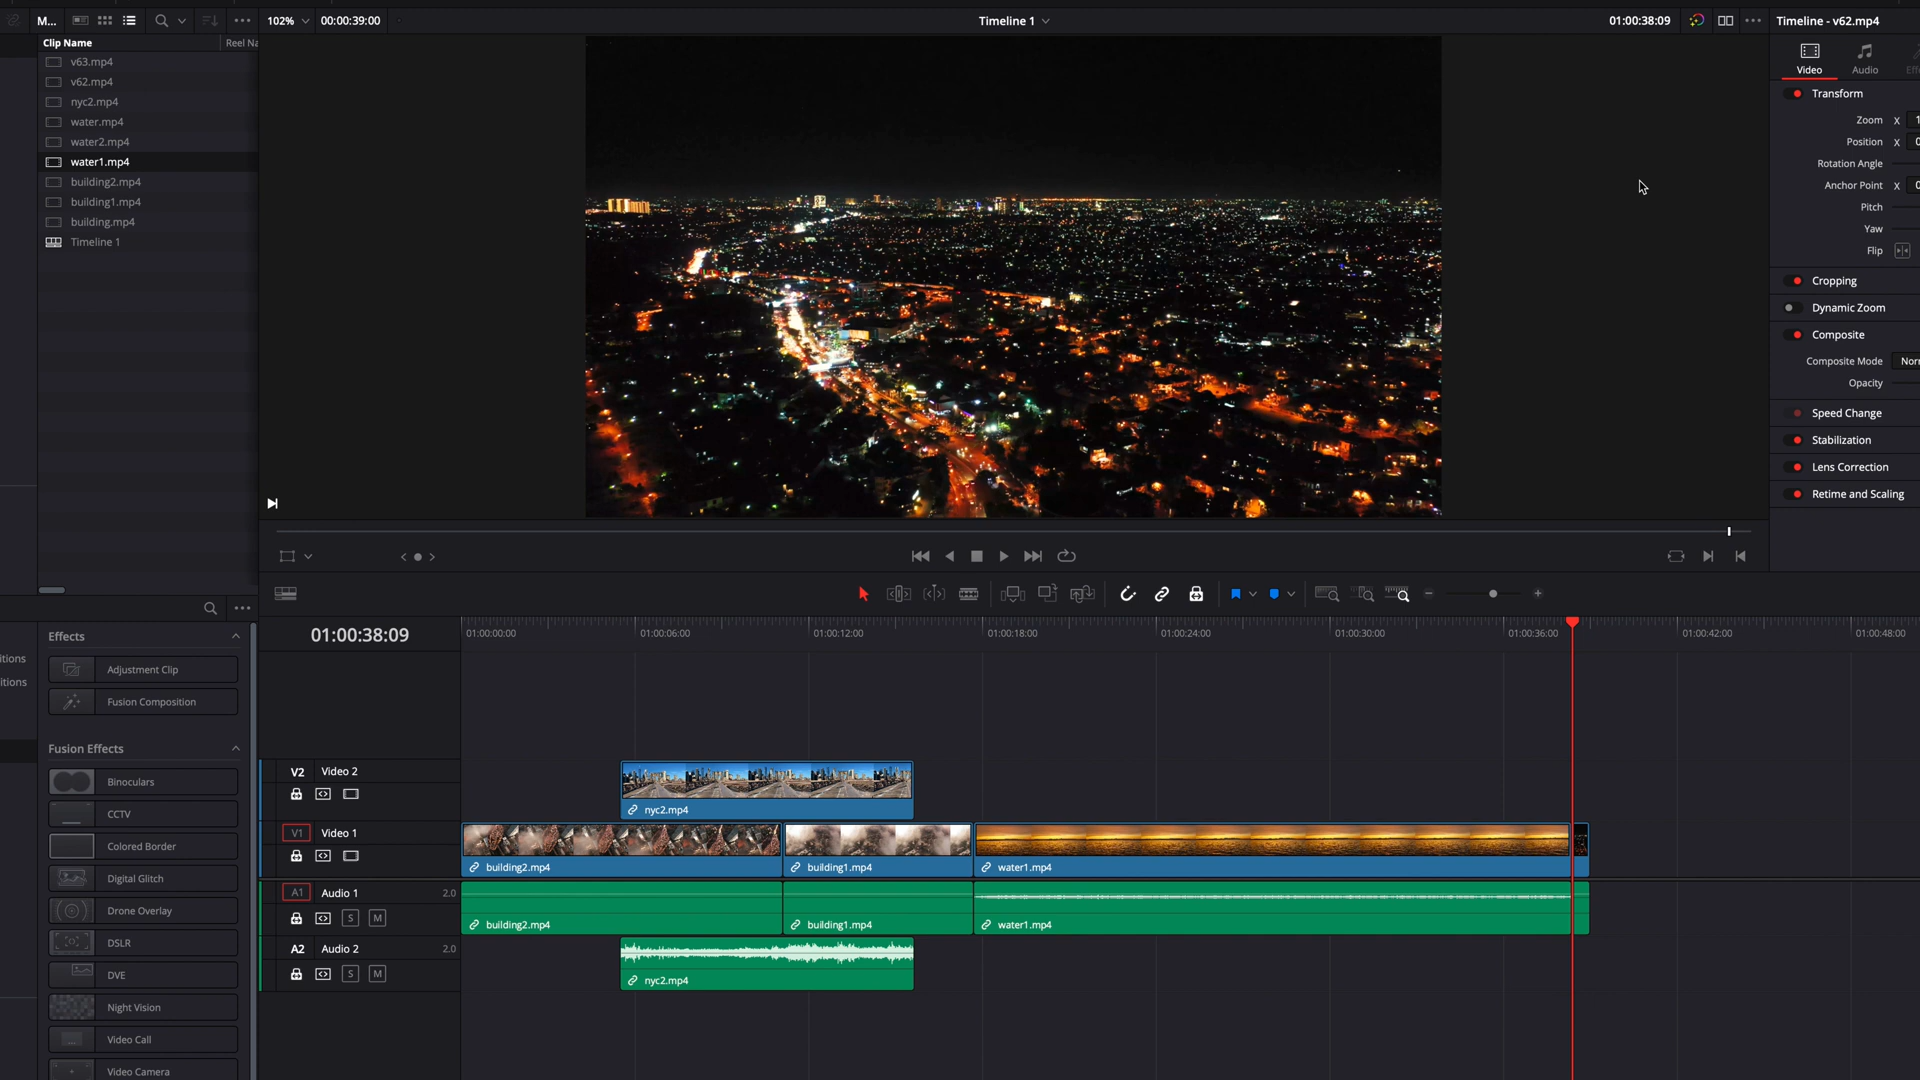 M...
102%
00:00:39:00
Timeline 1
01:00:38:09
Timeline - v62.mp4
Clip Name
Reel Na
v63.mp4
v62.mp4
nyc2.mp4
water.mp4
water2.mp4
water1.mp4
building2.mp4
building1.mp4
building.mp4
Timeline 1
Video
Audio
Effe
Transform
Zoom X 1
Position X 0
Rotation Angle
Anchor Point X 0
Pitch
Yaw
Flip
Cropping
Dynamic Zoom
Composite
Composite Mode Norr
Opacity
Speed Change
Stabilization
Lens Correction
Retime and Scaling
Effects
itions
itions
Adjustment Clip
Fusion Composition
Fusion Effects
Binoculars
CCTV
Colored Border
Digital Glitch
Drone Overlay
DSLR
DVE
Night Vision
Video Call
Video Camera
01:00:38:09
01:00:00:00
01:00:06:00
01:00:12:00
01:00:18:00
01:00:24:00
01:00:30:00
01:00:36:00
01:00:42:00
01:00:48:00
V2 Video 2
nyc2.mp4
V1 Video 1
building2.mp4
building1.mp4
water1.mp4
A1 Audio 1 2.0
S M
building2.mp4
building1.mp4
water1.mp4
A2 Audio 2 2.0
S M
nyc2.mp4